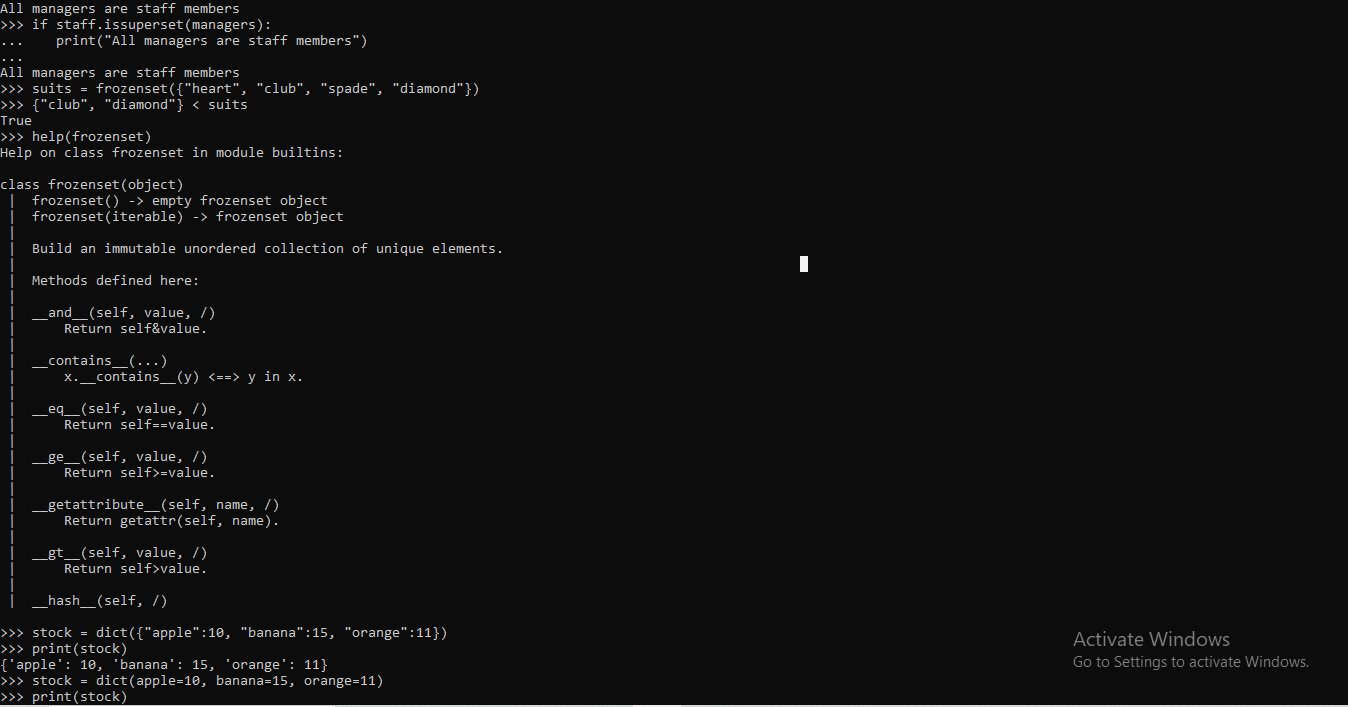 All managers are staff members
>>> if staff.issuperset(managers):
...    print("All managers are staff members")
...
All managers are staff members
>>> suits = frozenset({"heart", "club", "spade", "diamond"})
>>> {"club", "diamond"} < suits
True
>>> help(frozenset)
Help on class frozenset in module builtins:

class frozenset(object)
 |  frozenset() -> empty frozenset object
 |  frozenset(iterable) -> frozenset object
 |
 |  Build an immutable unordered collection of unique elements.
 |
 |  Methods defined here:
 |
 |  __and__(self, value, /)
 |      Return self&value.
 |
 |  __contains__(...)
 |      x.__contains__(y) <==> y in x.
 |
 |  __eq__(self, value, /)
 |      Return self==value.
 |
 |  __ge__(self, value, /)
 |      Return self>=value.
 |
 |  __getattribute__(self, name, /)
 |      Return getattr(self, name).
 |
 |  __gt__(self, value, /)
 |      Return self>value.
 |
 |  __hash__(self, /)

>>> stock = dict({"apple":10, "banana":15, "orange":11})
>>> print(stock)
{'apple': 10, 'banana': 15, 'orange': 11}
>>> stock = dict(apple=10, banana=15, orange=11)
>>> print(stock)
Activate Windows
Go to Settings to activate Windows.